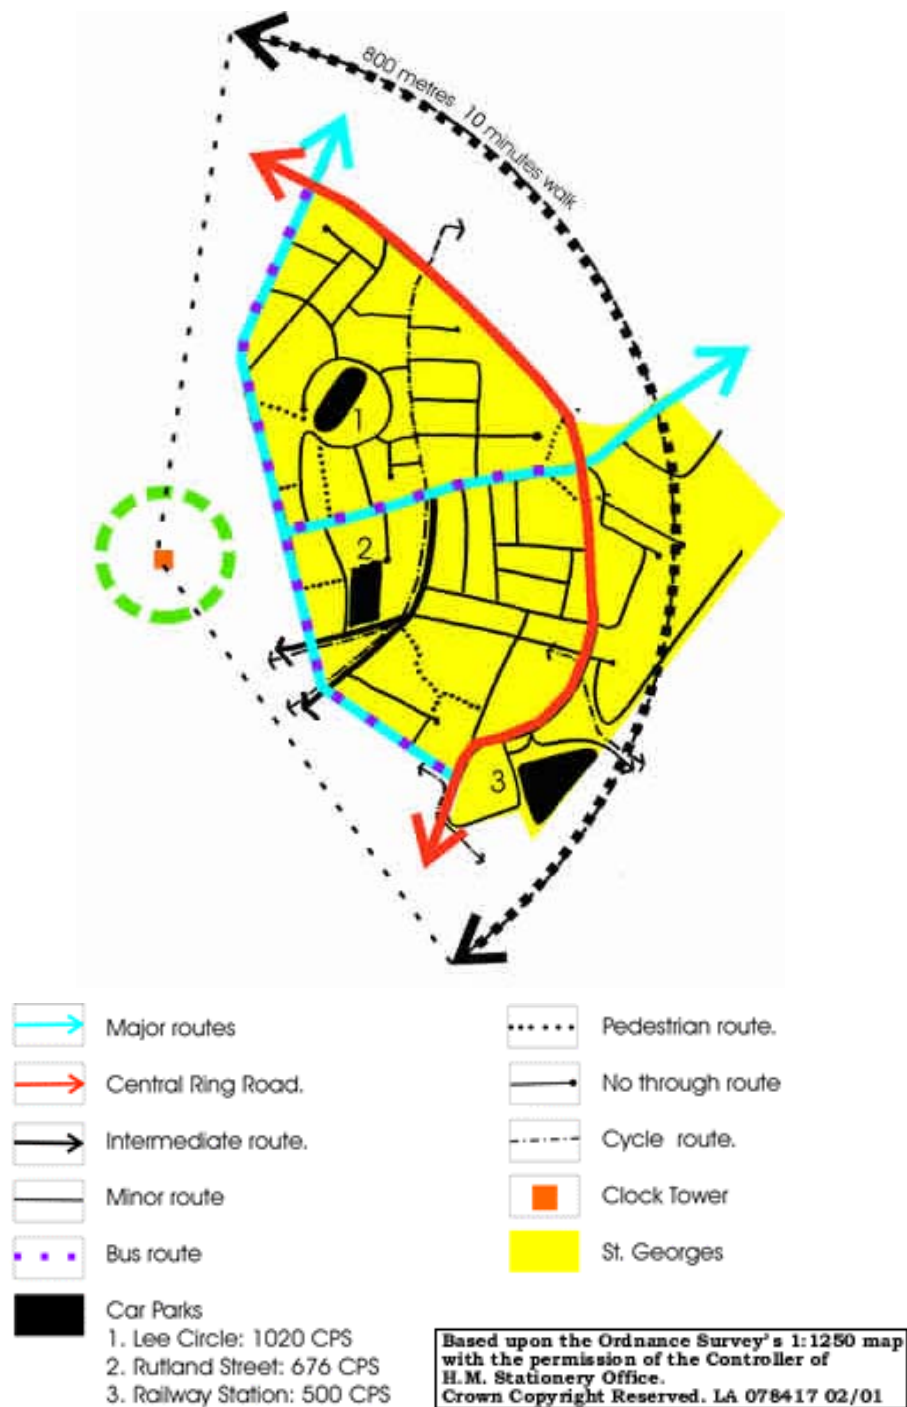 800 metres 10 minutes walk
1
2
3
Major routes
Central Ring Road.
Intermediate route.
Minor route
Bus route
Car Parks
1. Lee Circle: 1020 CPS
2. Rutland Street: 676 CPS
3. Railway Station: 500 CPS
Pedestrian route.
No through route
Cycle route.
Clock Tower
St. Georges
Based upon the Ordnance Survey's 1:1250 map
with the permission of the Controller of
H.M. Stationery Office.
Crown Copyright Reserved. LA 078417 02/01